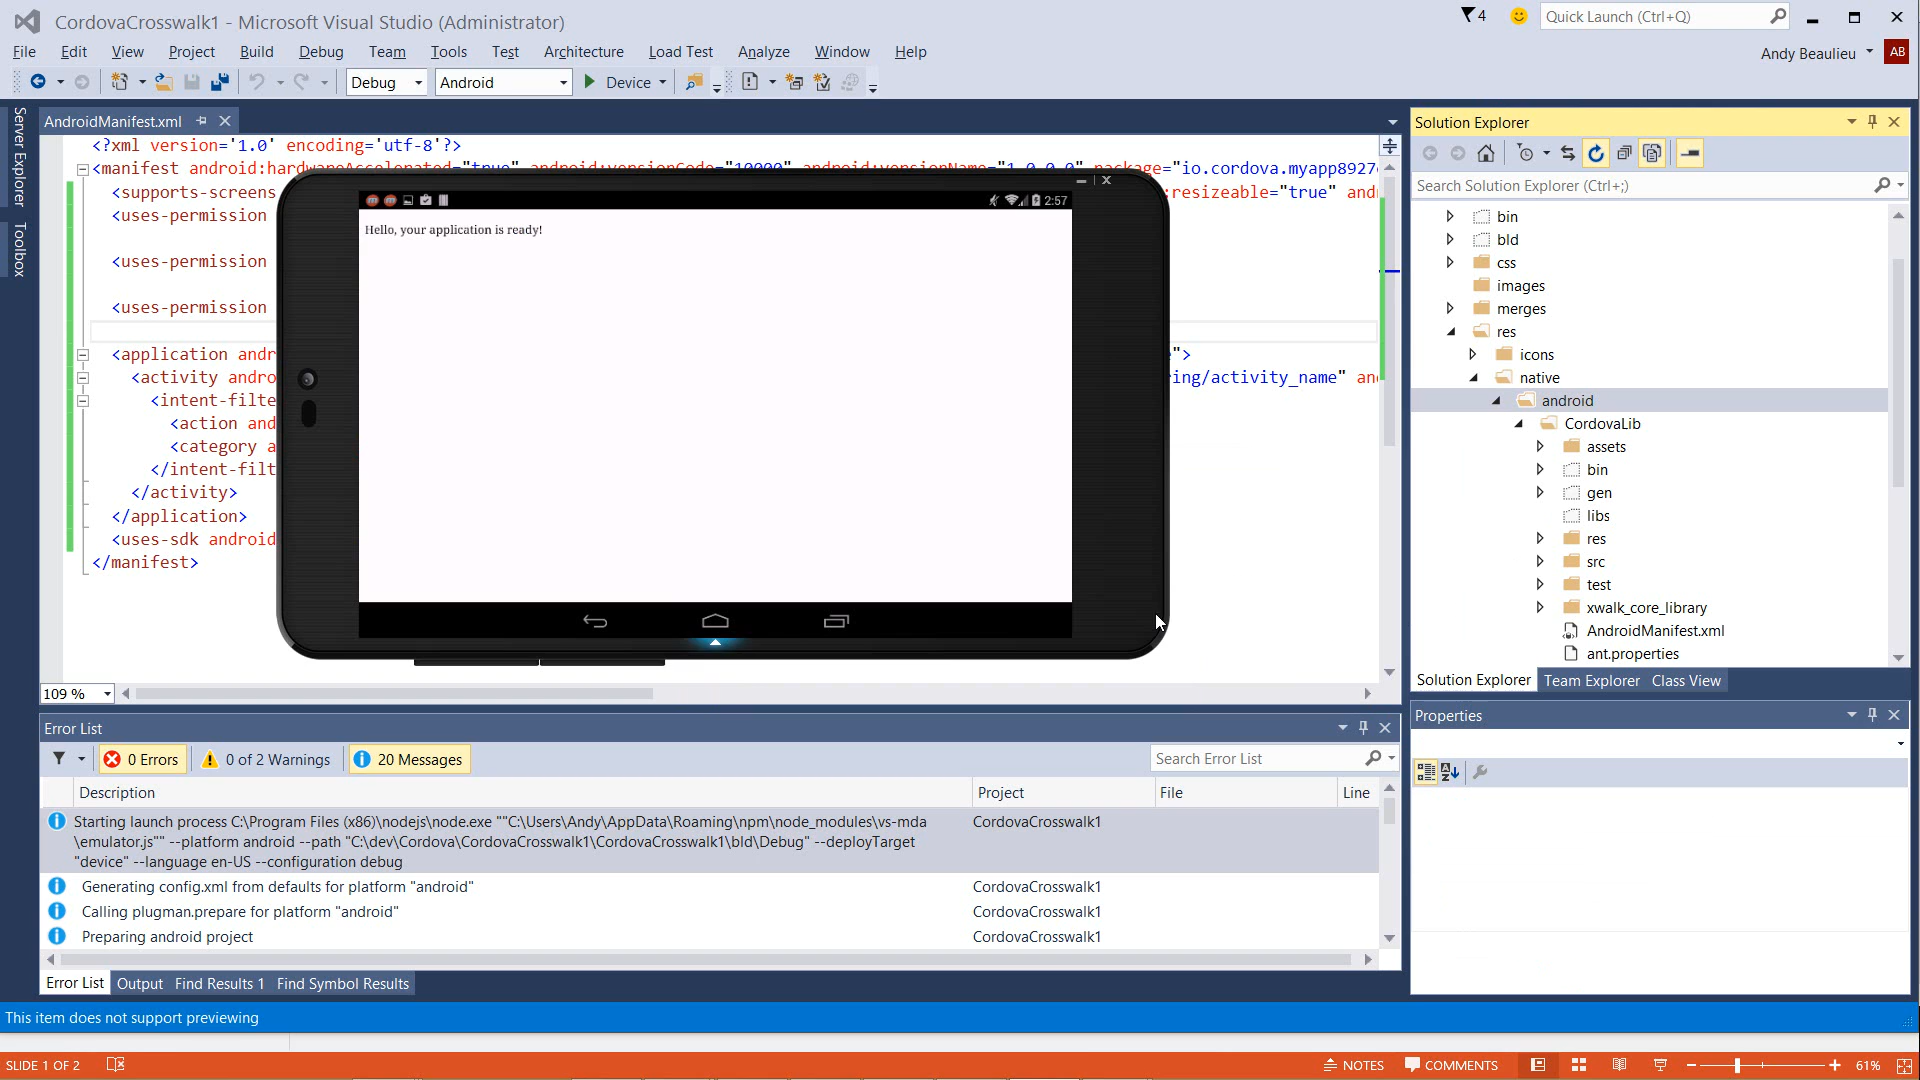 CordovaCrosswalk1 - Microsoft Visual Studio (Administrator)
4
Quick Launch (Ctrl+Q)
File Edit View Project Build Debug Team Tools Test Architecture Load Test Analyze Window Help
Andy Beaulieu AB
Debug Android Device
Server Explorer
Toolbox
AndroidManifest.xml
<?xml version='1.0' encoding='utf-8'?>
<manifest android:hardwareAccelerated="true" android:versionCode="10000" android:versionName="1.0.0.0" package="io.cordova.myapp8927
<supports-screens :resizeable="true" and
<uses-permission
<uses-permission
<uses-permission
<application andr ">
<activity andro ing/activity_name" an
<intent-filte
<action and
<category a
</intent-filt
</activity>
</application>
<uses-sdk android
</manifest>
2:57
Hello, your application is ready!
109 %
Error List
0 Errors 0 of 2 Warnings 20 Messages
Search Error List
Description Project File Line
Starting launch process C:\Program Files (x86)\nodejs\node.exe ""C:\Users\Andy\AppData\Roaming\npm\node_modules\vs-mda
\emulator.js"" --platform android --path "C:\dev\Cordova\CordovaCrosswalk1\CordovaCrosswalk1\bld\Debug" --deployTarget
"device" --language en-US --configuration debug
CordovaCrosswalk1
Generating config.xml from defaults for platform "android" CordovaCrosswalk1
Calling plugman.prepare for platform "android" CordovaCrosswalk1
Preparing android project CordovaCrosswalk1
Error List Output Find Results 1 Find Symbol Results
Solution Explorer
Search Solution Explorer (Ctrl+;)
bin
bld
css
images
merges
res
icons
native
android
CordovaLib
assets
bin
gen
libs
res
src
test
xwalk_core_library
AndroidManifest.xml
ant.properties
Solution Explorer Team Explorer Class View
Properties
This item does not support previewing
SLIDE 1 OF 2
NOTES COMMENTS 61%